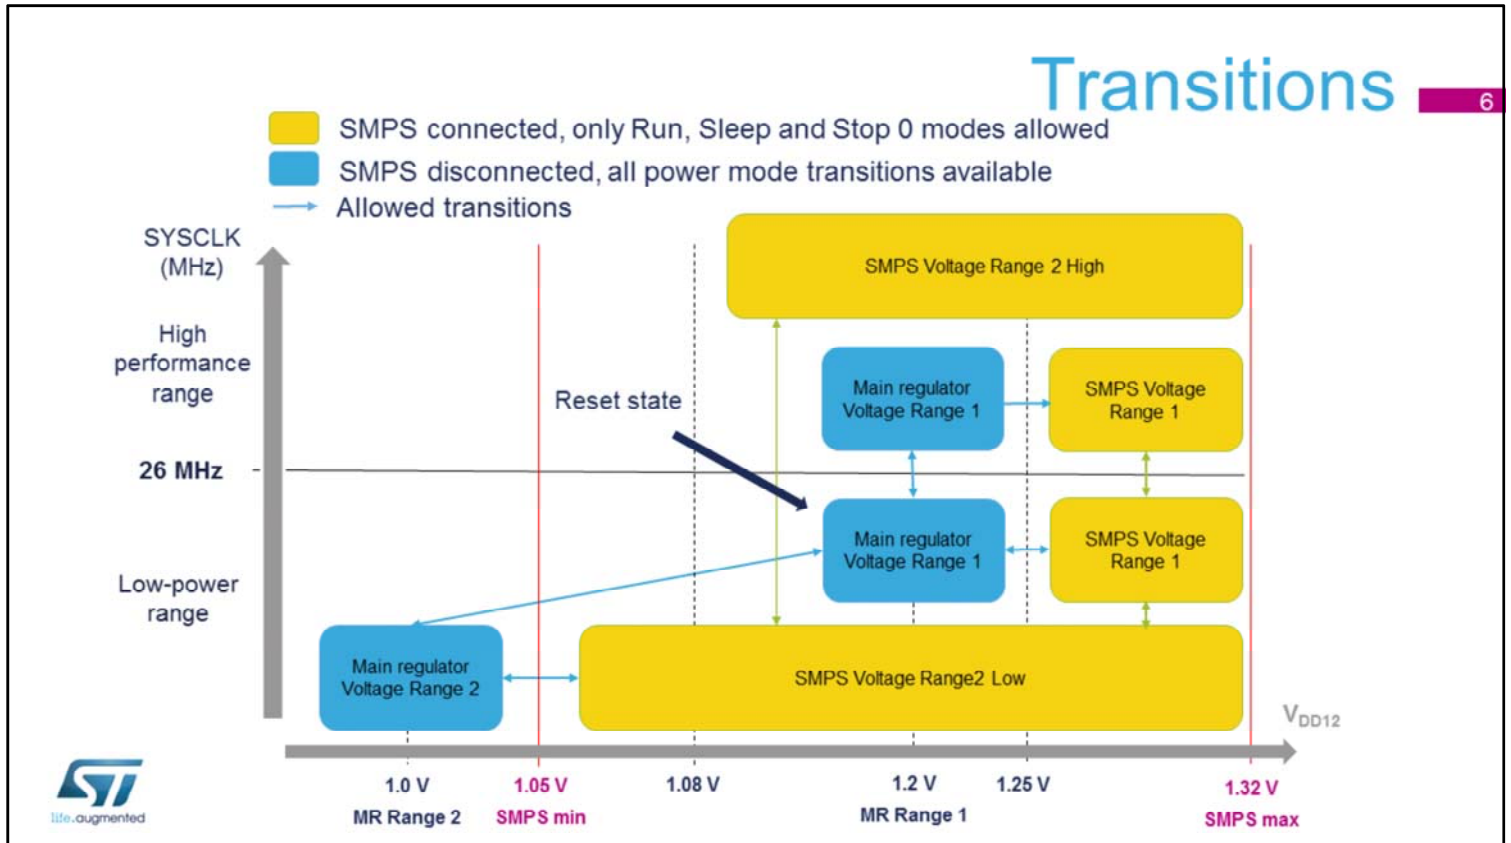 Transitions
6
SMPS connected, only Run, Sleep and Stop 0 modes allowed
SMPS disconnected, all power mode transitions available
Allowed transitions
SYSCLK
(MHz)
SMPS Voltage Range 2 High
High
performance
range
Main regulator
Voltage Range 1
SMPS Voltage
Range 1
Reset state
26 MHz
Main regulator
Voltage Range 1
SMPS Voltage
Range 1
Low-power
range
Main regulator
Voltage Range 2
SMPS Voltage Range2 Low
VDD12
1.0 V
MR Range 2
1.05 V
SMPS min
1.08 V
1.2 V
MR Range 1
1.25 V
1.32 V
SMPS max
ST
life.augmented